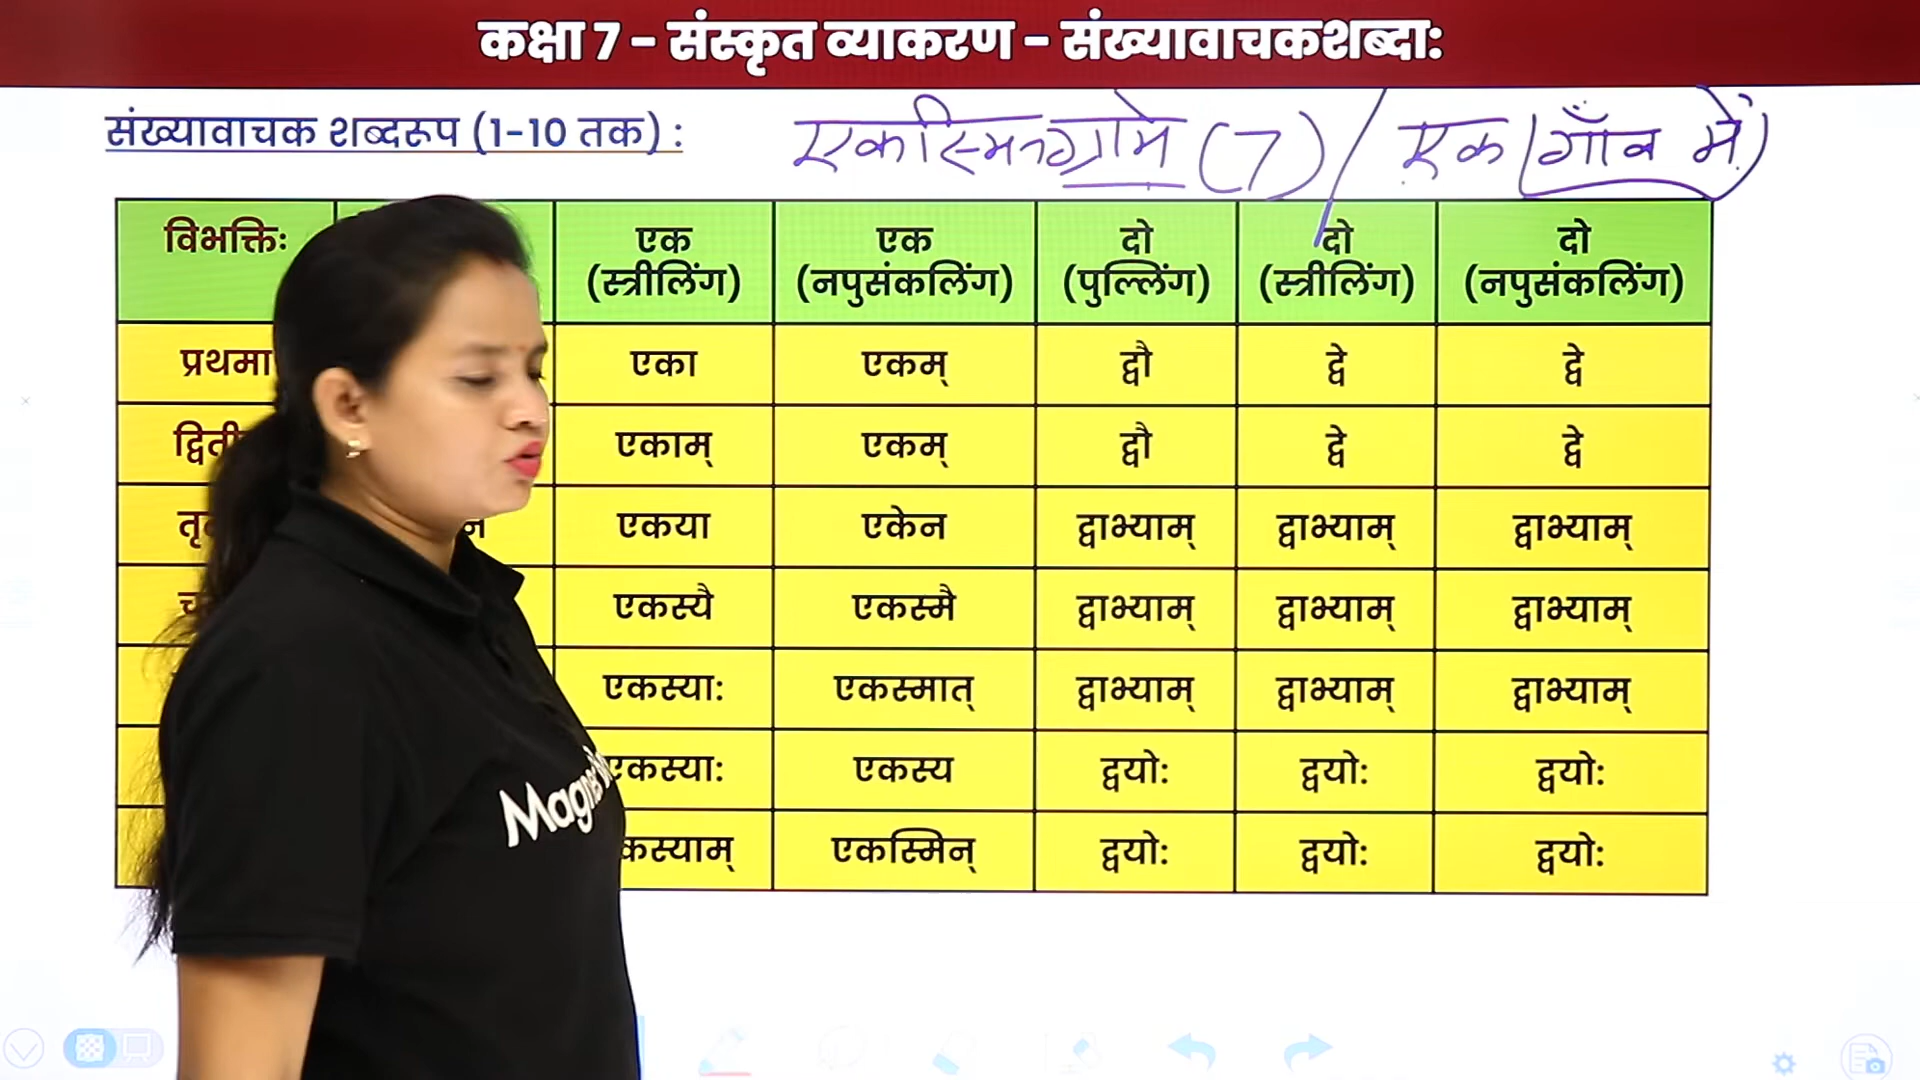 कक्षा 7 - संस्कृत व्याकरण - संख्यावाचकशब्दाः
संख्यावाचक शब्दरूप (1-10 तक) : एकस्मिनग्रामे (7) / एक (गाँव में)
विभक्तिः एक (स्त्रीलिंग) एक (नपुसंकलिंग) दो (पुल्लिंग) दो (स्त्रीलिंग) दो (नपुसंकलिंग)
प्रथमा एका एकम् द्वौ द्वे द्वे
एकाम् एकम् द्वौ द्वे द्वे
एकया एकेन द्वाभ्याम् द्वाभ्याम् द्वाभ्याम्
एकस्यै एकस्मै द्वाभ्याम् द्वाभ्याम् द्वाभ्याम्
एकस्याः एकस्मात् द्वाभ्याम् द्वाभ्याम् द्वाभ्याम्
एकस्याः एकस्य द्वयोः द्वयोः द्वयोः
कस्याम् एकस्मिन् द्वयोः द्वयोः द्वयोः